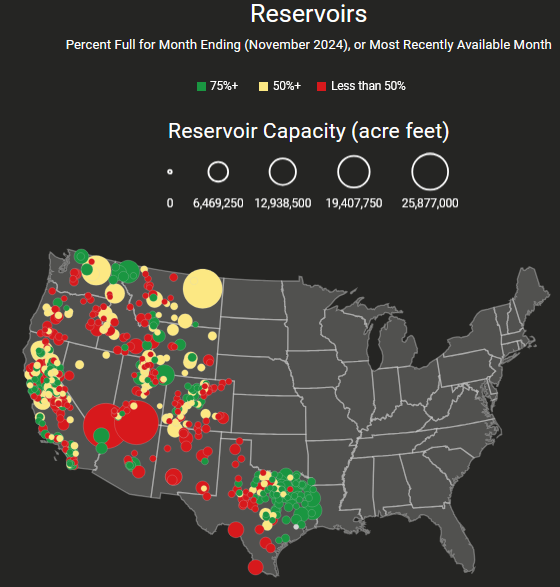 Reservoirs
Percent Full for Month Ending (November 2024), or Most Recently Available Month
75%+ 50%+ Less than 50%
Reservoir Capacity (acre feet)
0 6,469,250 12,938,500 19,407,750 25,877,000